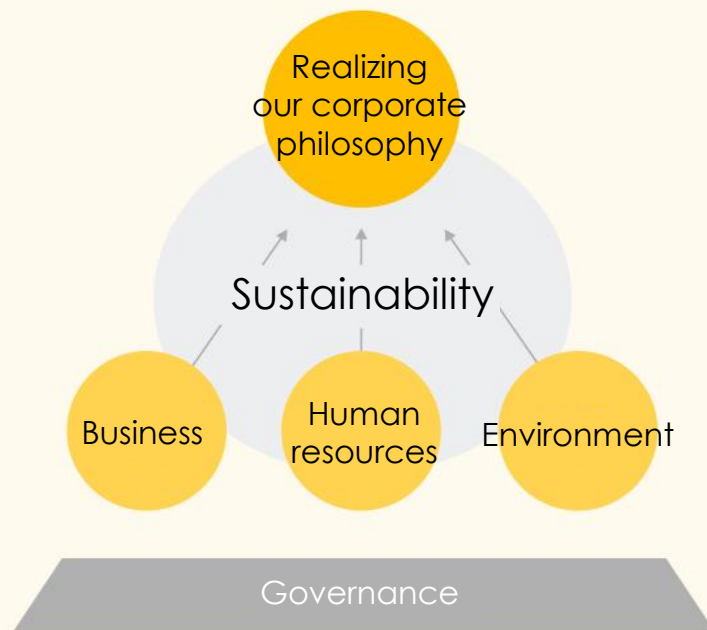 Realizing
our corporate
philosophy
Sustainability
Business
Human
resources
Environment
Governance